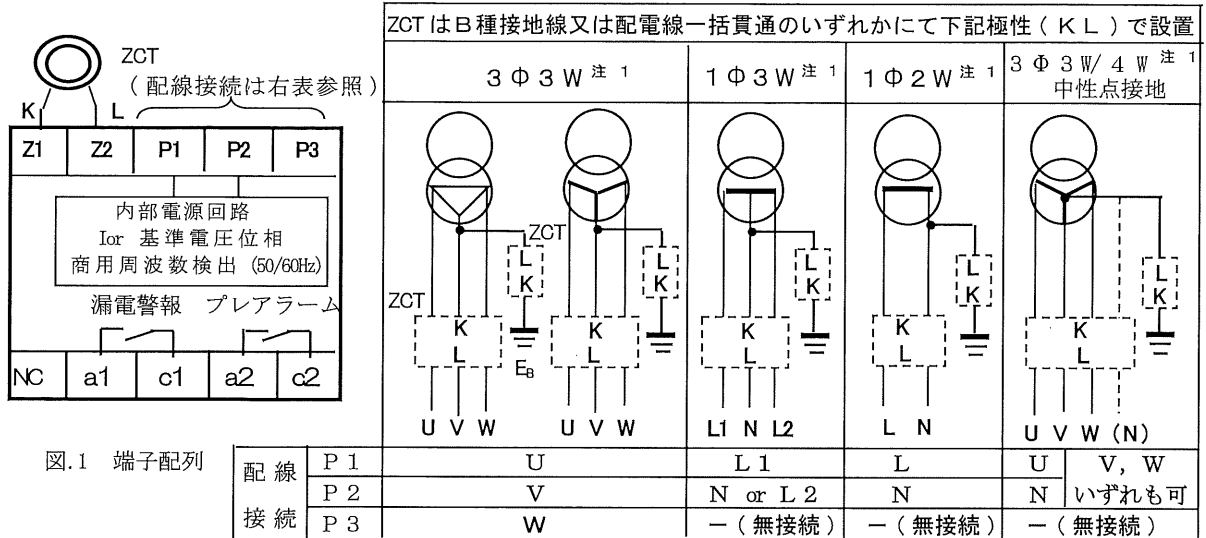 ZCT
(配線接続は右表参照)
K L
Z1 Z2 P1 P2 P3
内部電源回路
Ior 基準電圧位相
商用周波数検出 (50/60Hz)
漏電警報 プレアラーム
NC a1 c1 a2 c2
図.1 端子配列
ZCTはB種接地線又は配電線一括貫通のいずれかにて下記極性(KL)で設置
3Φ3W 注1
1Φ3W 注1
1Φ2W 注1
3Φ3W/4W 注1
中性点接地
ZCT
L
K
ZCT
K
L
E_B
U V W
L
K
K
L
U V W
L
K
K
L
L1 N L2
L
K
K
L
L N
L
K
K
L
U V W (N)
配線接続
P1 U L1 L U V, W
P2 V N or L2 N N いずれも可
P3 W −(無接続) −(無接続) −(無接続)